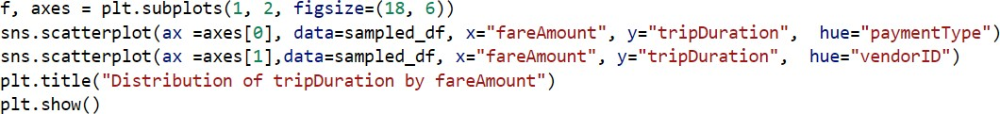 f, axes = plt.subplots(1, 2, figsize=(18, 6))
sns.scatterplot(ax =axes[0], data=sampled_df, x="fareAmount", y="tripDuration",  hue="paymentType")
sns.scatterplot(ax =axes[1],data=sampled_df, x="fareAmount", y="tripDuration",  hue="vendorID")
plt.title("Distribution of tripDuration by fareAmount")
plt.show()